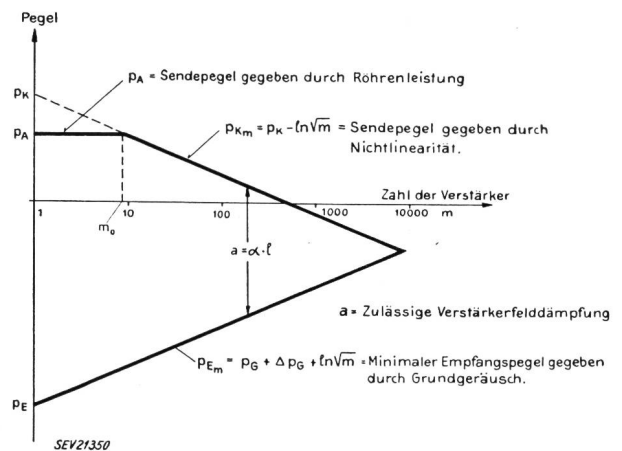 Pegel
p_A = Sendepegel gegeben durch Röhrenleistung
p_K
p_A
p_Km = p_K - ln√m = Sendepegel gegeben durch
Nichtlinearität.
Zahl der Verstärker
1 10 100 1000 10000 m
m_o
a = α · l
a = Zulässige Verstärkerfelddämpfung
p_Em = p_G + Δ p_G + ln√m = Minimaler Empfangspegel gegeben
durch Grundgeräusch.
p_E
SEV21350